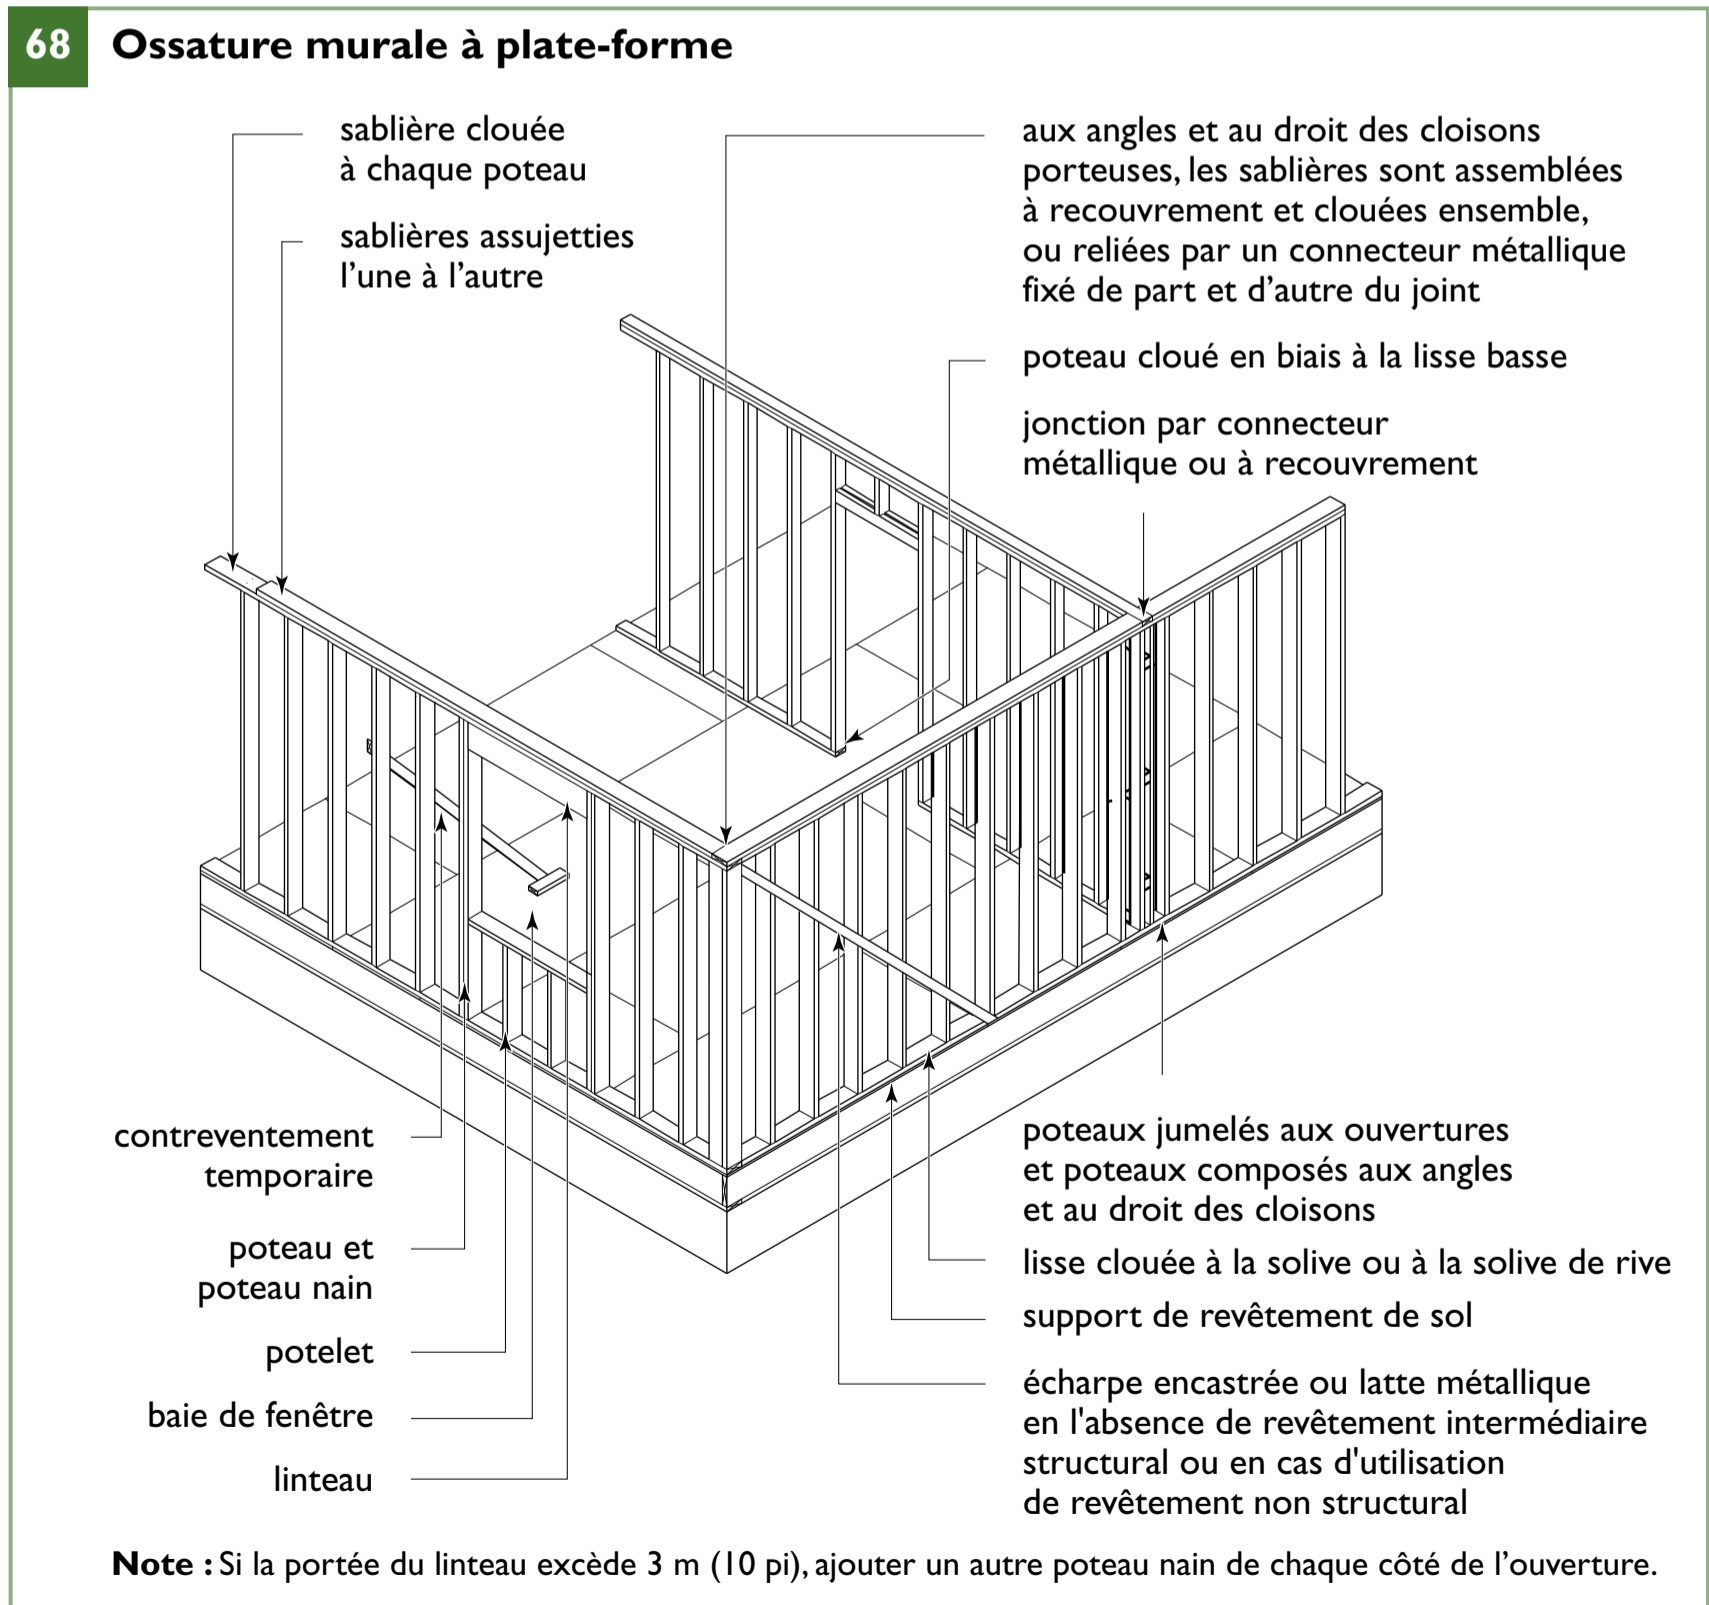 68 Ossature murale à plate-forme
sablière clouée
à chaque poteau
sablières assujetties
l’une à l’autre
aux angles et au droit des cloisons
porteuses, les sablières sont assemblées
à recouvrement et clouées ensemble,
ou reliées par un connecteur métallique
fixé de part et d’autre du joint
poteau cloué en biais à la lisse basse
jonction par connecteur
métallique ou à recouvrement
contreventement
temporaire
poteau et
poteau nain
potelet
baie de fenêtre
linteau
poteaux jumelés aux ouvertures
et poteaux composés aux angles
et au droit des cloisons
lisse clouée à la solive ou à la solive de rive
support de revêtement de sol
écharpe encastrée ou latte métallique
en l'absence de revêtement intermédiaire
structural ou en cas d'utilisation
de revêtement non structural
Note : Si la portée du linteau excède 3 m (10 pi), ajouter un autre poteau nain de chaque côté de l’ouverture.